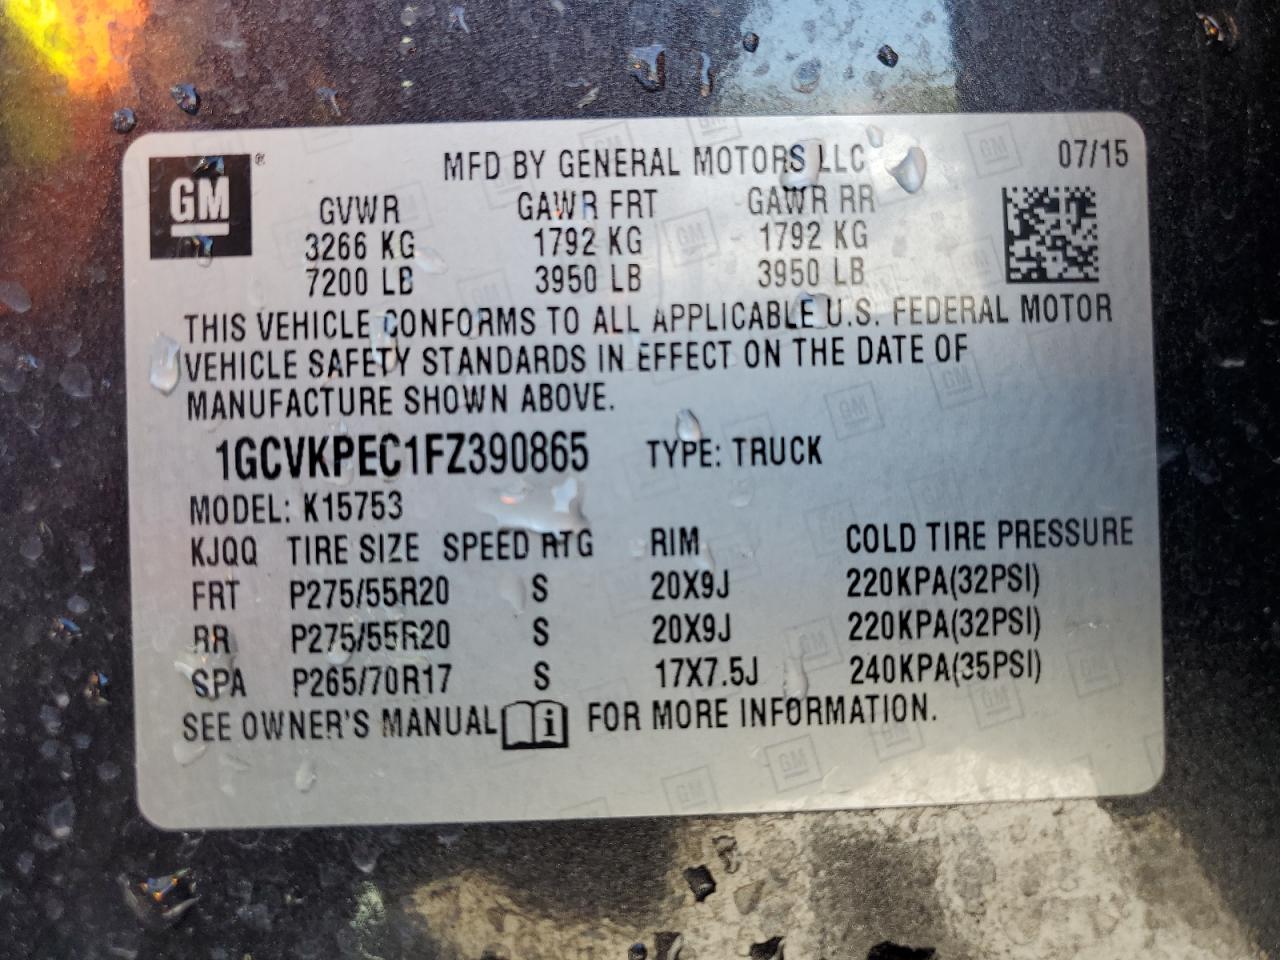 GM ®
MFD BY GENERAL MOTORS LLC 07/15
GVWR GAWR FRT GAWR RR
3266 KG 1792 KG 1792 KG
7200 LB 3950 LB 3950 LB
THIS VEHICLE CONFORMS TO ALL APPLICABLE U.S. FEDERAL MOTOR
VEHICLE SAFETY STANDARDS IN EFFECT ON THE DATE OF
MANUFACTURE SHOWN ABOVE.
1GCVKPEC1FZ390865 TYPE: TRUCK
MODEL: K15753
KJQQ TIRE SIZE SPEED RTG RIM COLD TIRE PRESSURE
FRT P275/55R20 S 20X9J 220KPA(32PSI)
RR P275/55R20 S 20X9J 220KPA(32PSI)
SPA P265/70R17 S 17X7.5J 240KPA(35PSI)
SEE OWNER'S MANUAL i FOR MORE INFORMATION.